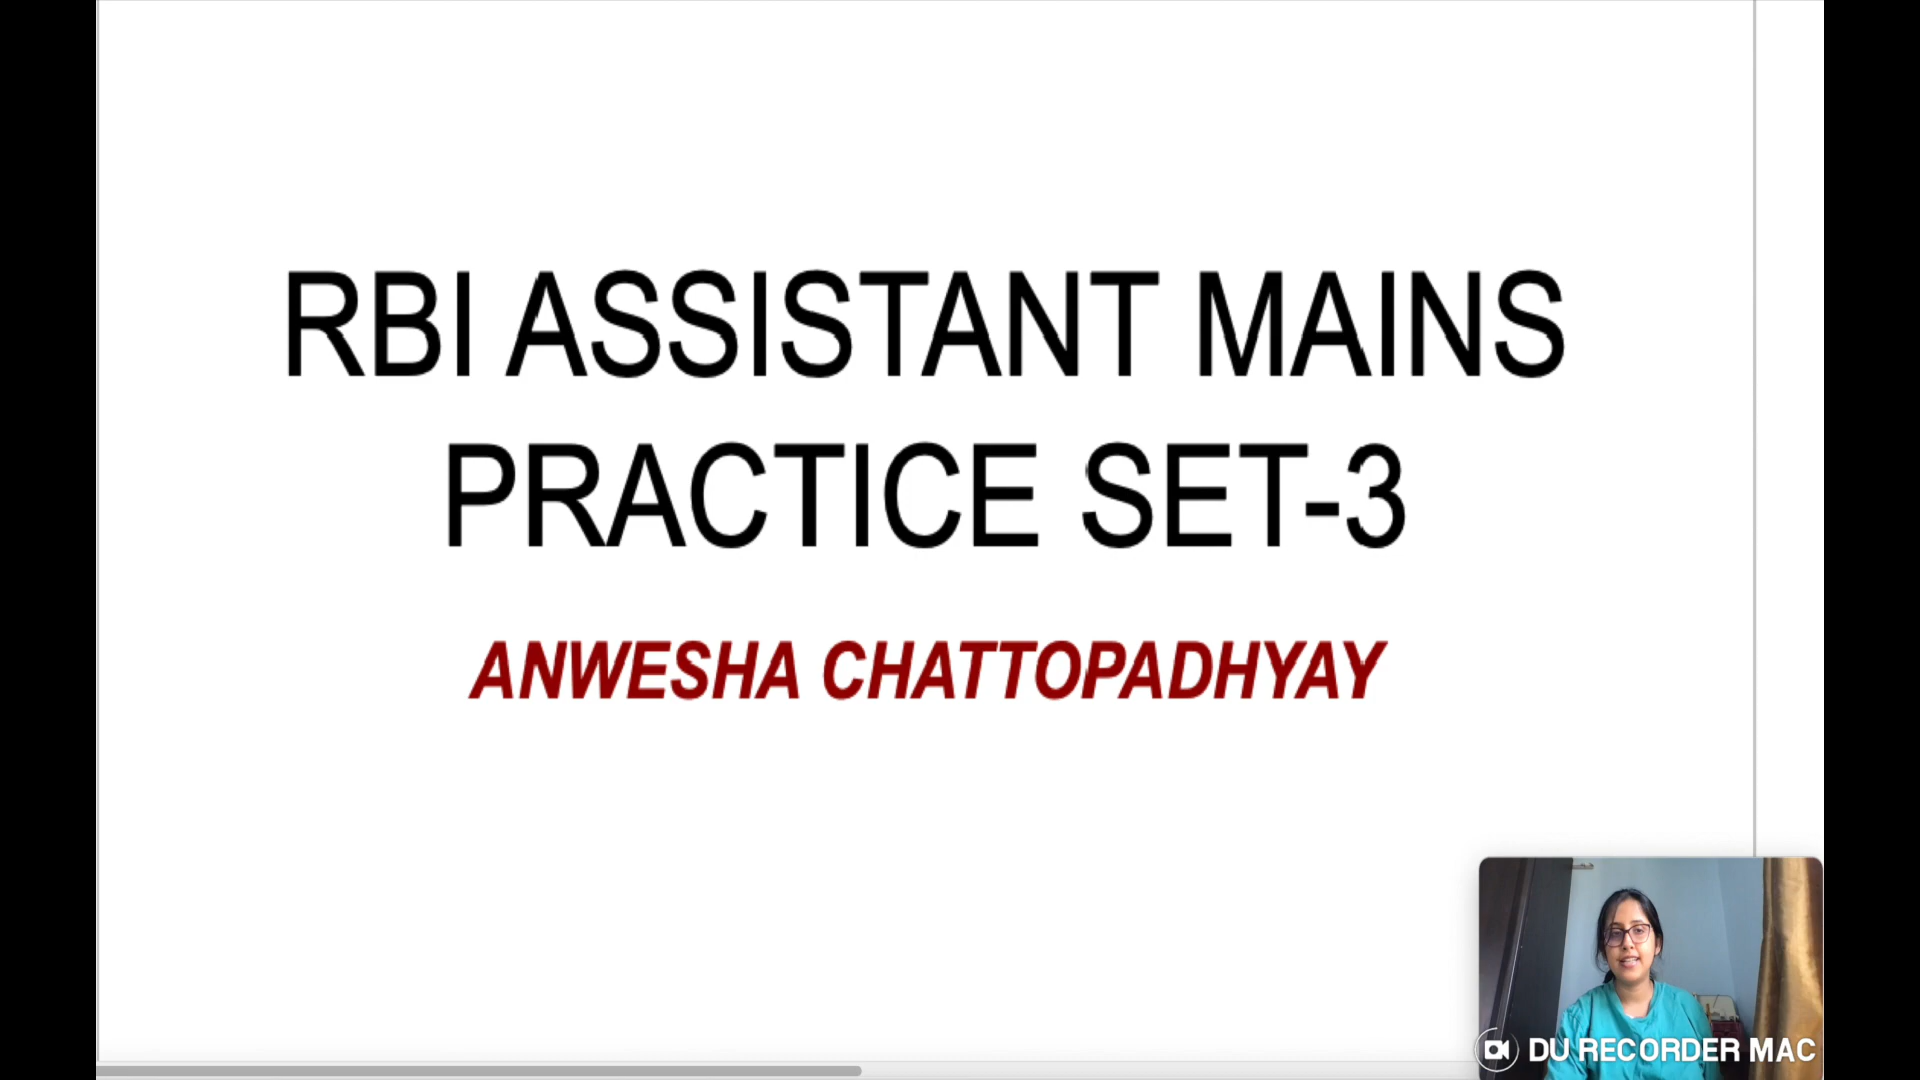 RBI ASSISTANT MAINS
PRACTICE SET-3
ANWESHA CHATTOPADHYAY
DU RECORDER MAC